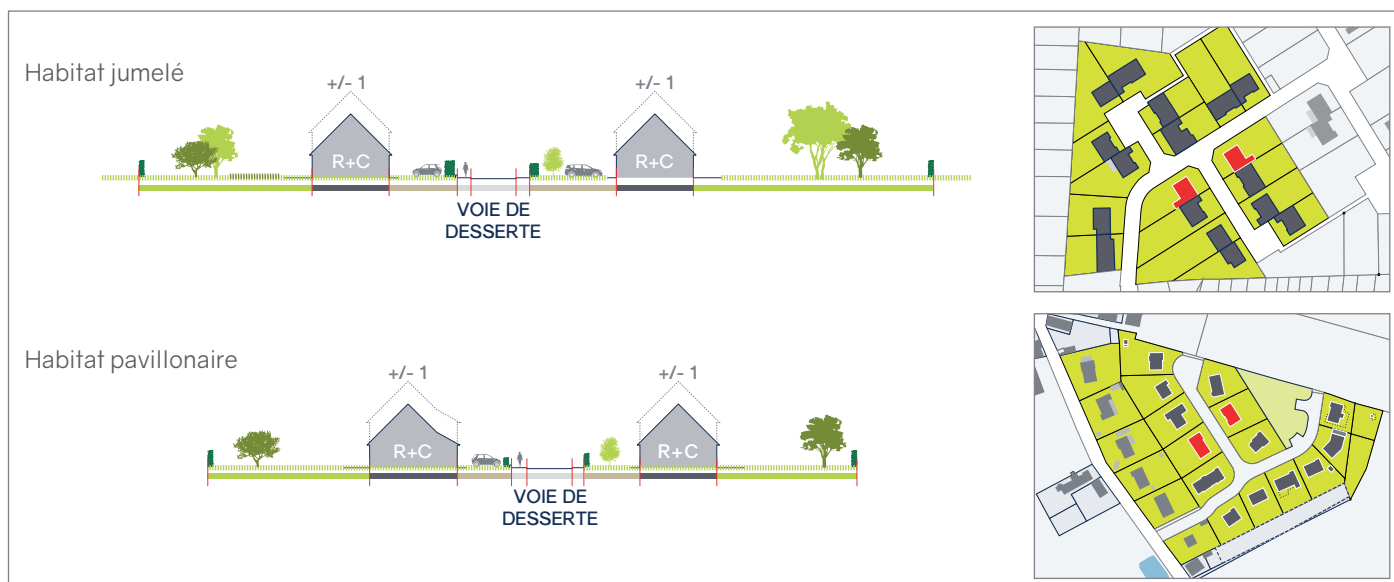 Habitat jumelé
+/- 1
+/- 1
R+C
R+C
VOIE DE
DESSERTE
Habitat pavillonaire
+/- 1
+/- 1
R+C
R+C
VOIE DE
DESSERTE